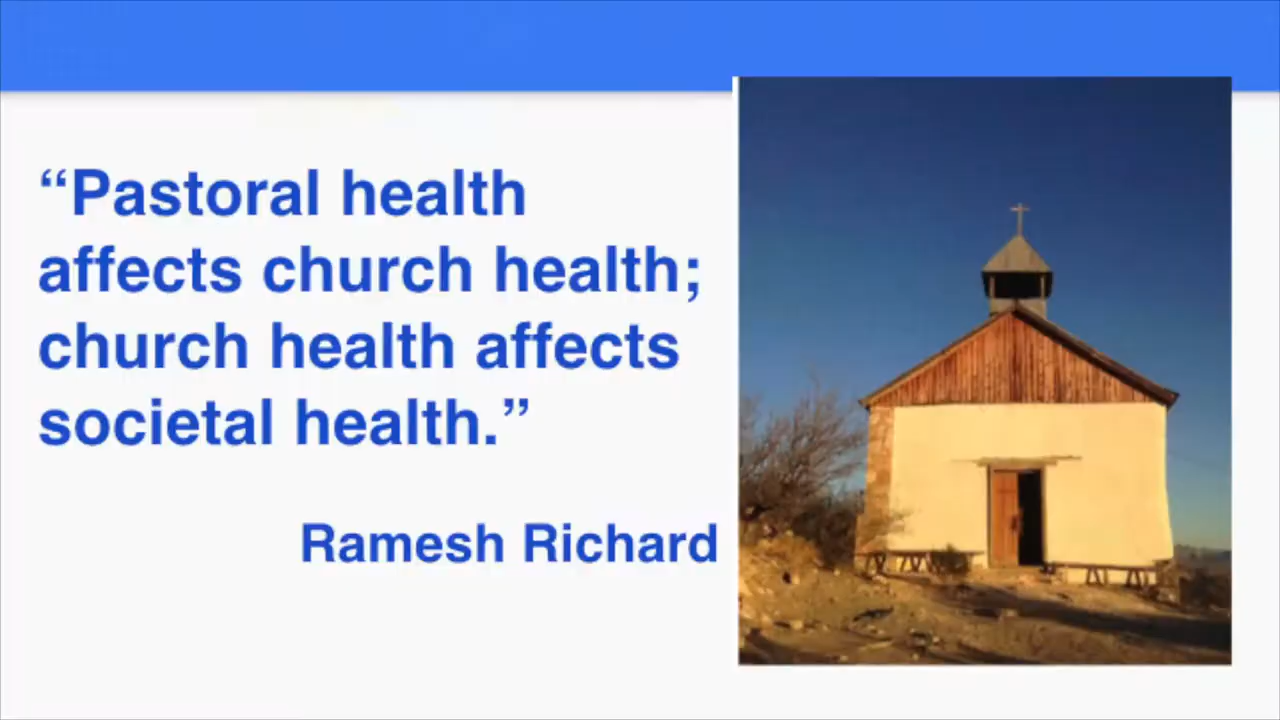 “Pastoral health
affects church health;
church health affects
societal health.”
Ramesh Richard